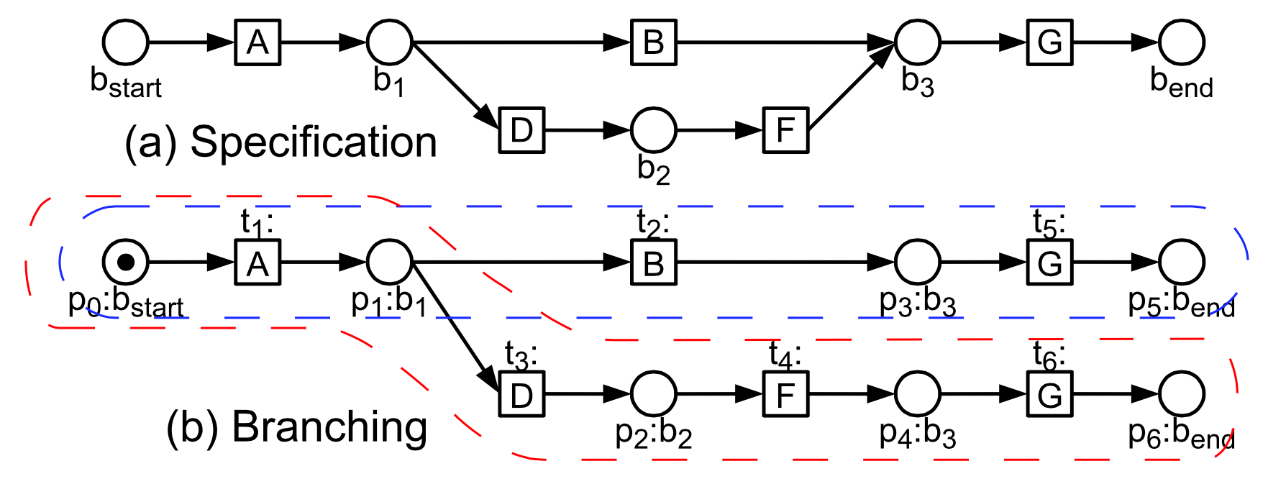 A B G
b_start b_1 b_3 b_end
D F
(a) Specification
b_2
t_1: t_2: t_5:
A B G
p_0:b_start p_1:b_1 p_3:b_3 p_5:b_end
t_3: t_4: t_6:
D F G
(b) Branching p_2:b_2 p_4:b_3 p_6:b_end